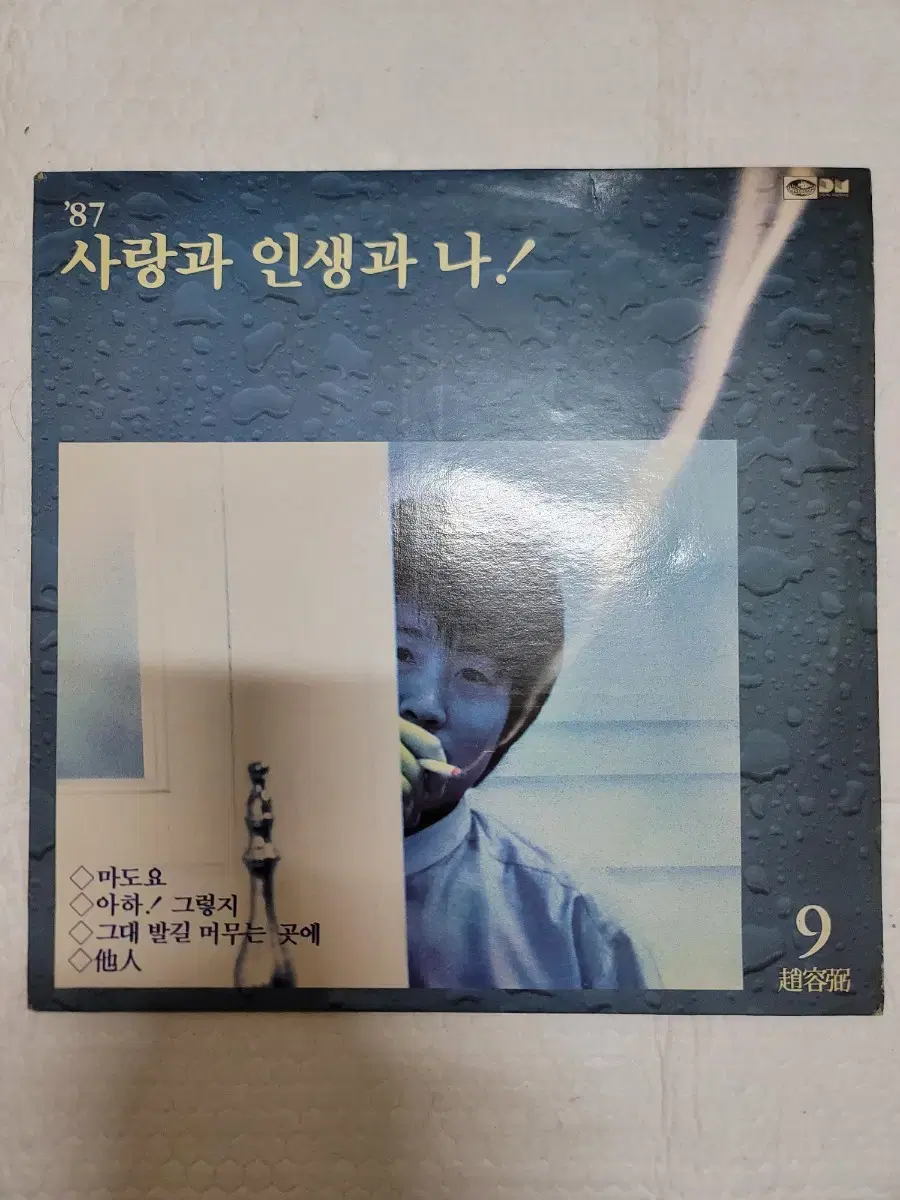 '87
사랑과 인생과 나!
◇마도요
◇아하! 그렇지
◇그대 발길 머무는 곳에
◇他人
9
趙容弼